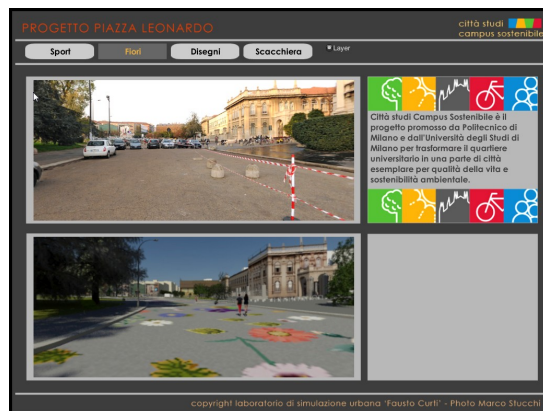 PROGETTO PIAZZA LEONARDO
città studi
campus sostenibile
Sport
Fiori
Disegni
Scacchiera
Layer
Città studi Campus Sostenibile è il
progetto promosso da Politecnico di
Milano e dall'Università degli Studi di
Milano per trasformare il quartiere
universitario in una parte di città
esemplare per qualità della vita e
sostenibilità ambientale.
copyright laboratorio di simulazione urbana 'Fausto Curti' - Photo Marco Stucchi